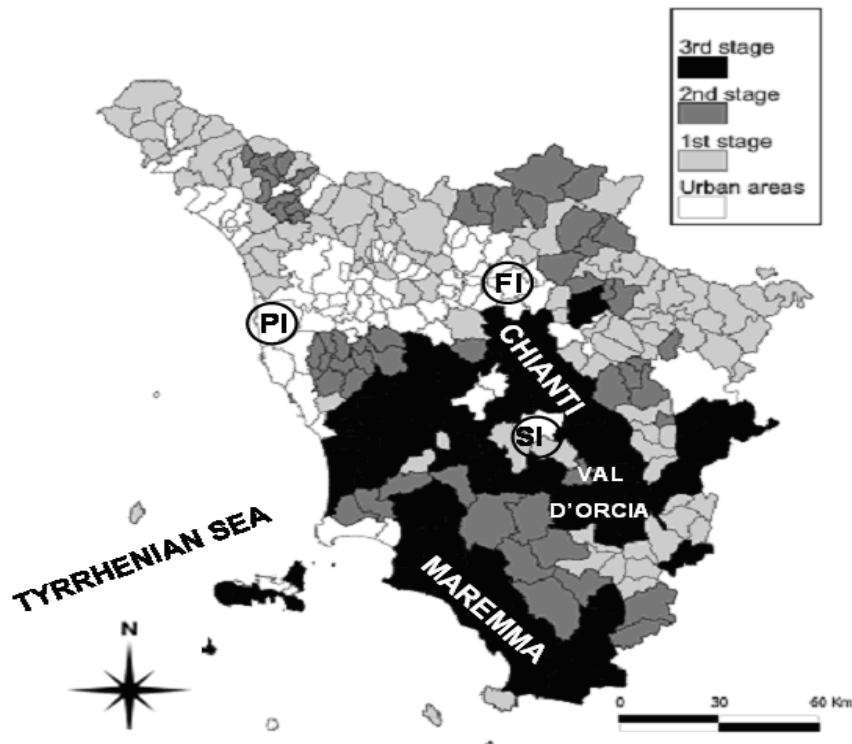 3rd stage
2nd stage
1st stage
Urban areas
FI
PI
CHIANTI
SI
VAL
D'ORCIA
TYRRHENIAN SEA
MAREMMA
N
0 30 60 Km